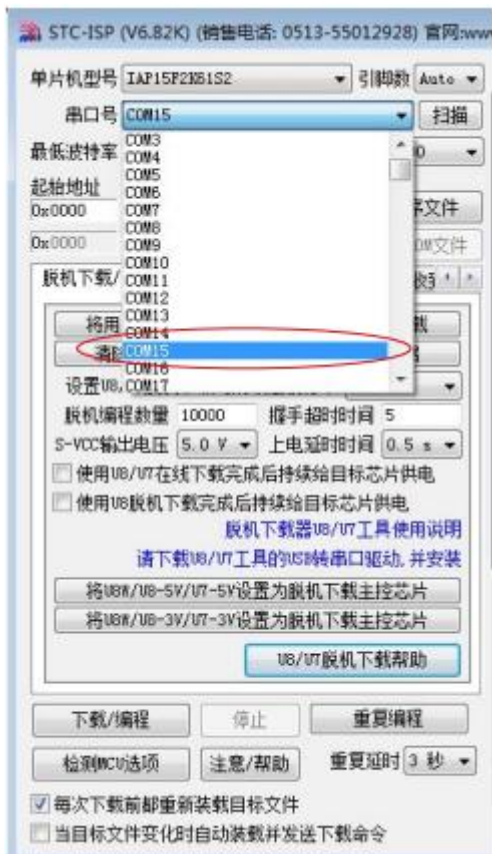 STC-ISP (V6.82K) (销售电话: 0513-55012928) 官网:www
单片机型号 IAP15F2K61S2 引脚数 Auto
串口号 COM15 扫描
最低波特率
COM3
COM4
COM5
COM6
COM7
COM8
COM9
COM10
COM11
COM12
COM13
COM14
COM15
COM16
COM17
起始地址
0x0000 序文件
0x0000 OM文件
脱机下载/
将用
设置U8,
脱机编程数量 10000 握手超时时间 5
S-VCC输出电压 5.0 V 上电延时时间 0.5 s
使用U8/U7在线下载完成后持续给目标芯片供电
使用U8脱机下载完成后持续给目标芯片供电
脱机下载器U8/U7工具使用说明
请下载U8/U7工具的USB转串口驱动,并安装
将U8W/U8-5V/U7-5V设置为脱机下载主控芯片
将U8W/U8-3V/U7-3V设置为脱机下载主控芯片
U8/U7脱机下载帮助
下载/编程 停止 重复编程
检测MCU选项 注意/帮助 重复延时 3 秒
每次下载前都重新装载目标文件
当目标文件变化时自动装载并发送下载命令